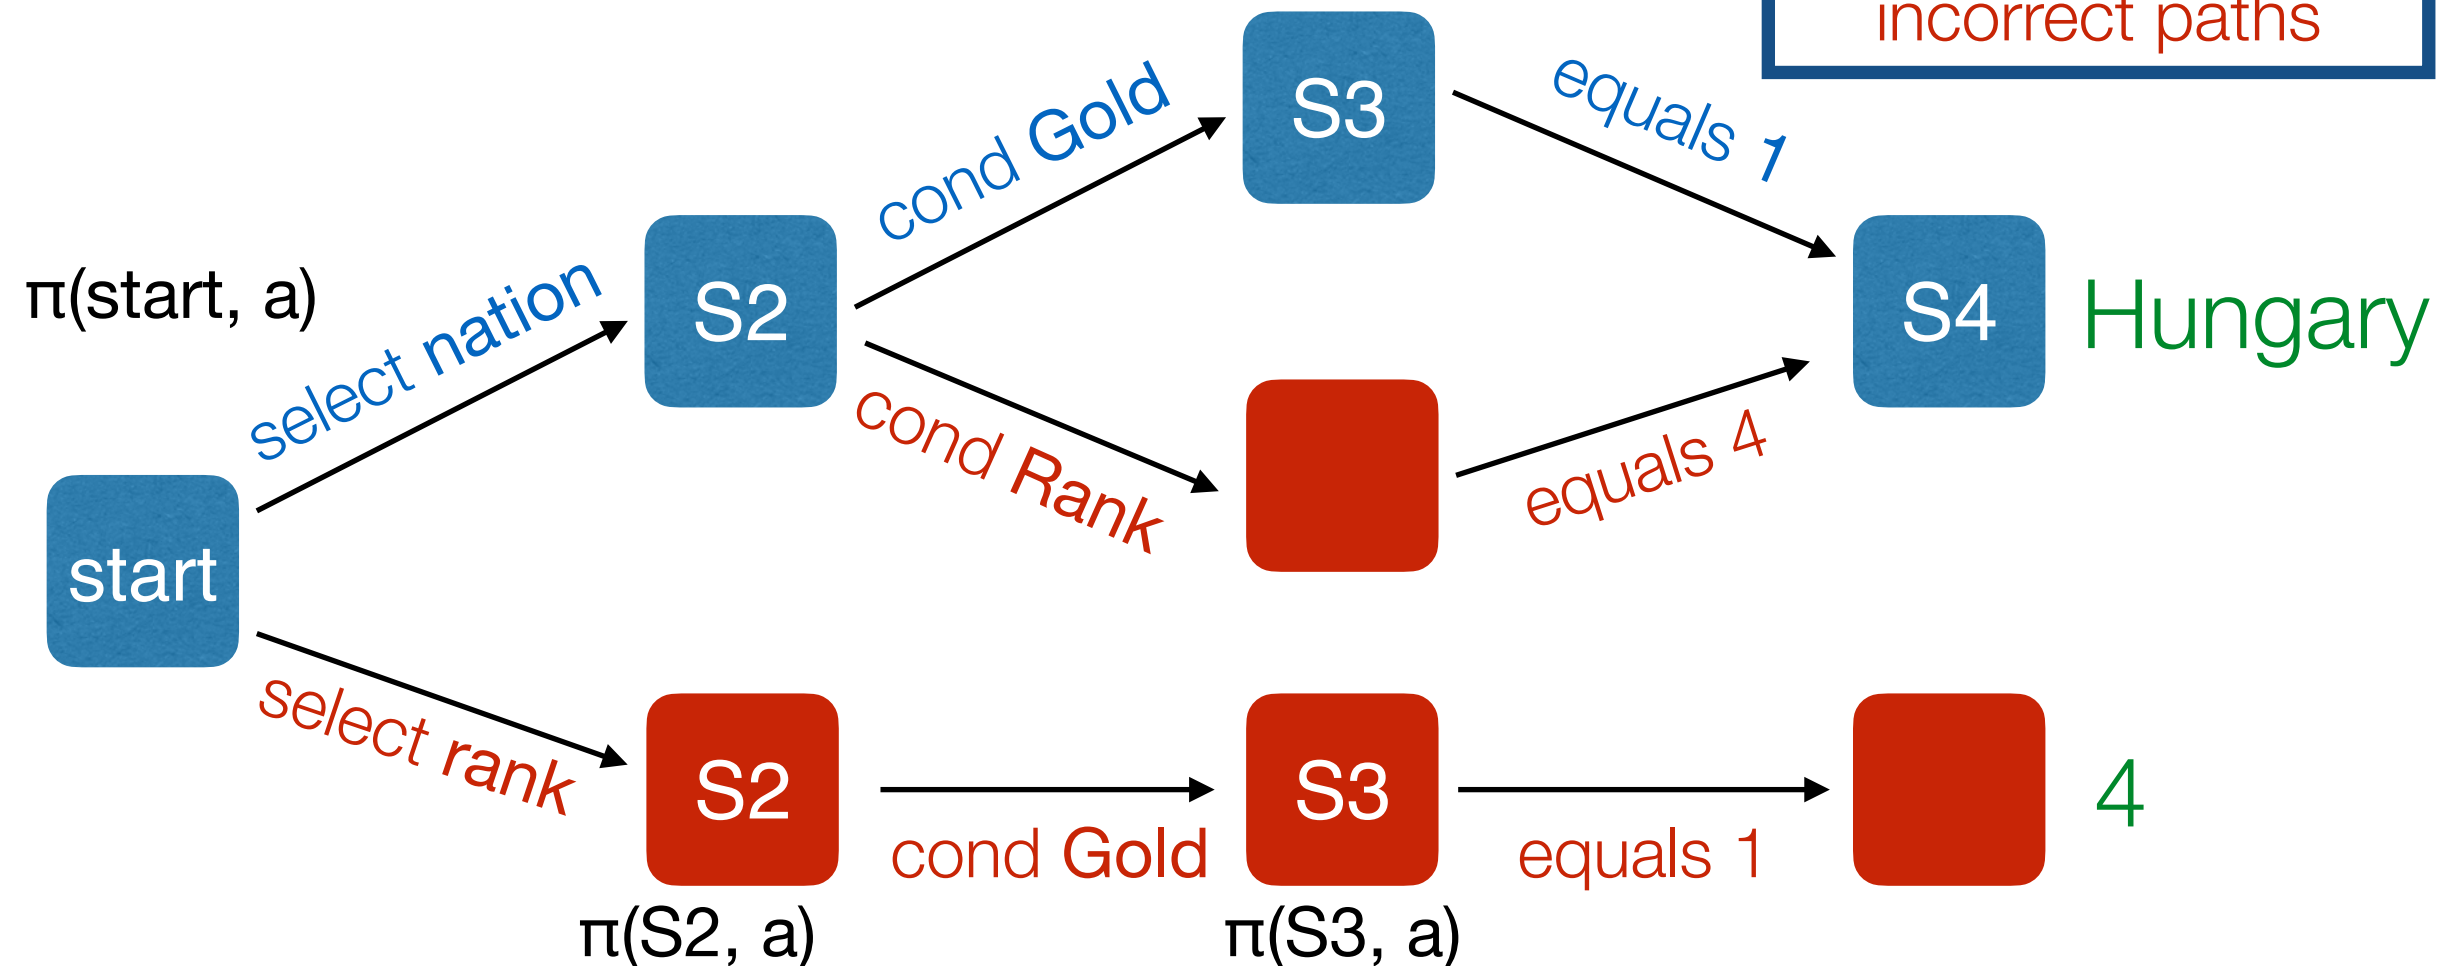 incorrect paths
S3
equals 1
cond Gold
π(start, a)
select nation
S2
S4
Hungary
cond Rank
equals 4
start
select rank
S2
cond Gold
S3
equals 1
4
π(S2, a)
π(S3, a)